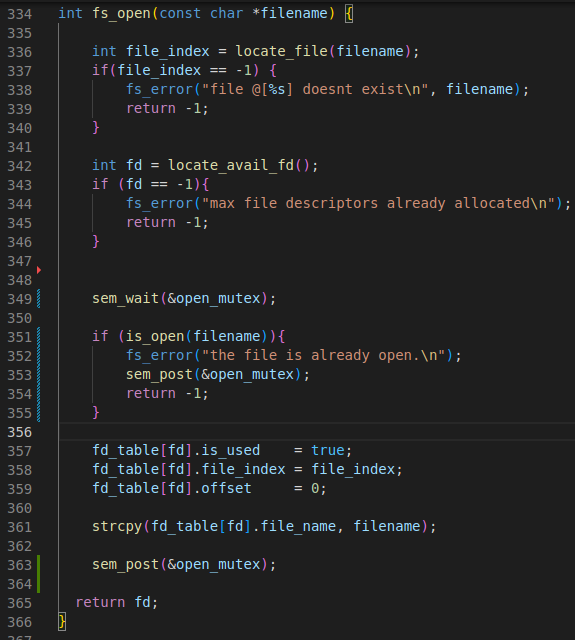 334 int fs_open(const char *filename) {
335
336     int file_index = locate_file(filename);
337     if(file_index == -1) {
338         fs_error("file @[%s] doesnt exist\n", filename);
339         return -1;
340     }
341
342     int fd = locate_avail_fd();
343     if (fd == -1){
344         fs_error("max file descriptors already allocated\n");
345         return -1;
346     }
347
348
349     sem_wait(&open_mutex);
350
351     if (is_open(filename)){
352         fs_error("the file is already open.\n");
353         sem_post(&open_mutex);
354         return -1;
355     }
356
357     fd_table[fd].is_used    = true;
358     fd_table[fd].file_index = file_index;
359     fd_table[fd].offset     = 0;
360
361     strcpy(fd_table[fd].file_name, filename);
362
363     sem_post(&open_mutex);
364
365   return fd;
366 }
367